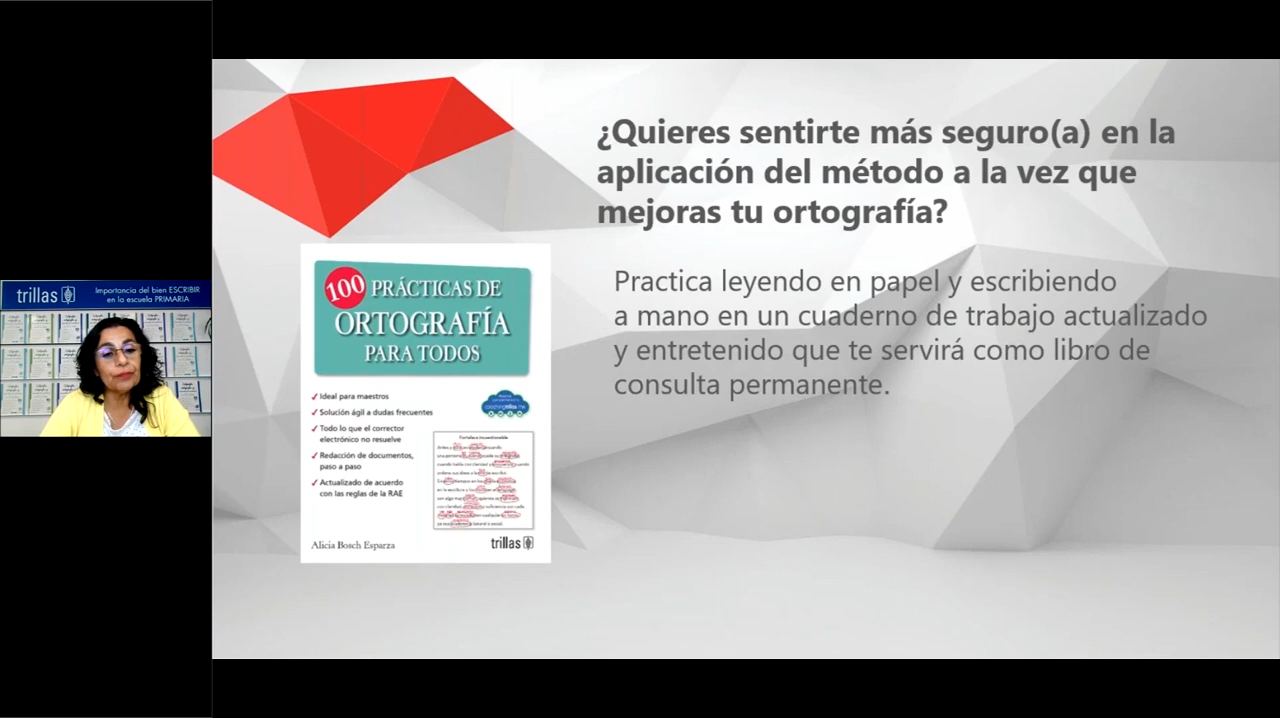 ¿Quieres sentirte más seguro(a) en la
aplicación del método a la vez que
mejoras tu ortografía?
Practica leyendo en papel y escribiendo
a mano en un cuaderno de trabajo actualizado
y entretenido que te servirá como libro de
consulta permanente.
trillas
Importancia del bien ESCRIBIR
en la escuela PRIMARIA
100 PRÁCTICAS DE
ORTOGRAFÍA
PARA TODOS
✓ Ideal para maestros
✓ Solución ágil a dudas frecuentes
✓ Todo lo que el corrector
electrónico no resuelve
✓ Redacción de documentos,
paso a paso
✓ Actualizado de acuerdo
con las reglas de la RAE
Fortaleza incuestionable
Alicia Bosch Esparza
trillas